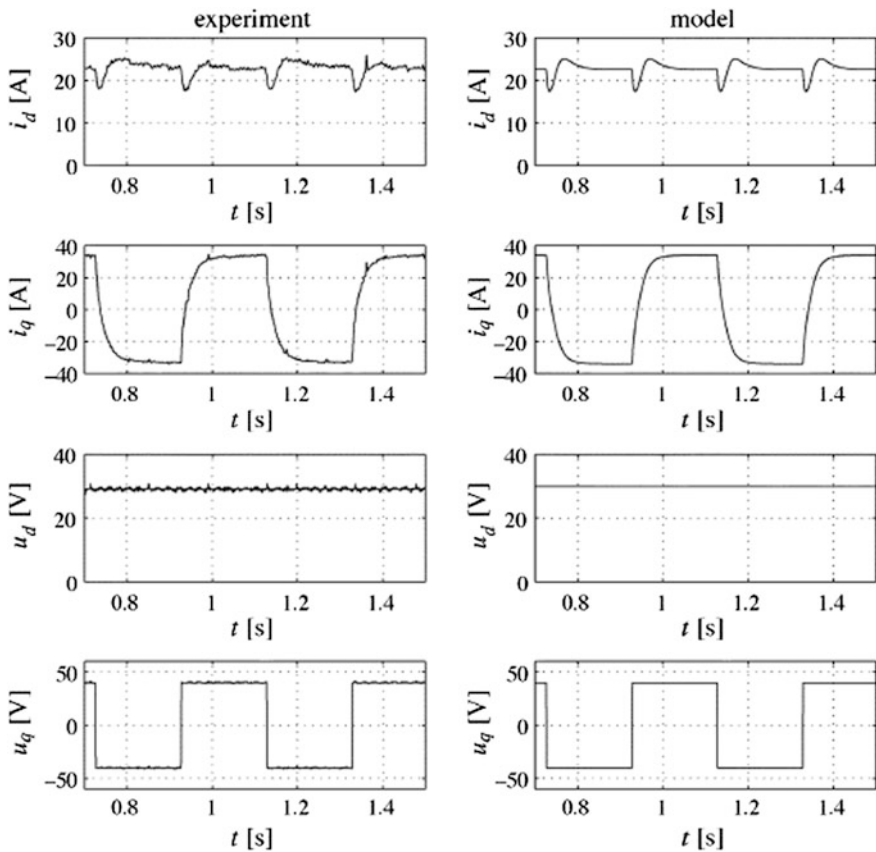 experiment
30
20
10
0
i_d [A]
0.8 1 1.2 1.4
t [s]
model
30
20
10
0
i_d [A]
0.8 1 1.2 1.4
t [s]
40
20
0
−20
−40
i_q [A]
0.8 1 1.2 1.4
t [s]
40
20
0
−20
−40
i_q [A]
0.8 1 1.2 1.4
t [s]
40
20
0
u_d [V]
0.8 1 1.2 1.4
t [s]
40
20
0
u_d [V]
0.8 1 1.2 1.4
t [s]
50
0
−50
u_q [V]
0.8 1 1.2 1.4
t [s]
50
0
−50
u_q [V]
0.8 1 1.2 1.4
t [s]